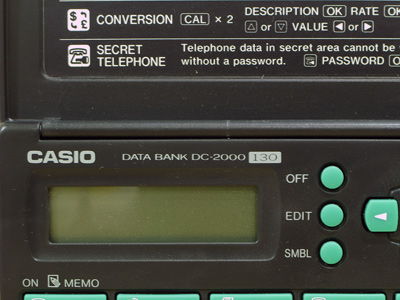 CONVERSION CAL × 2 DESCRIPTION OK RATE
△ or ▽ VALUE ◀ or ▶
SECRET TELEPHONE Telephone data in secret area cannot be
without a password. PASSWORD
CASIO DATA BANK DC-2000 130
OFF
EDIT
SMBL
ON MEMO